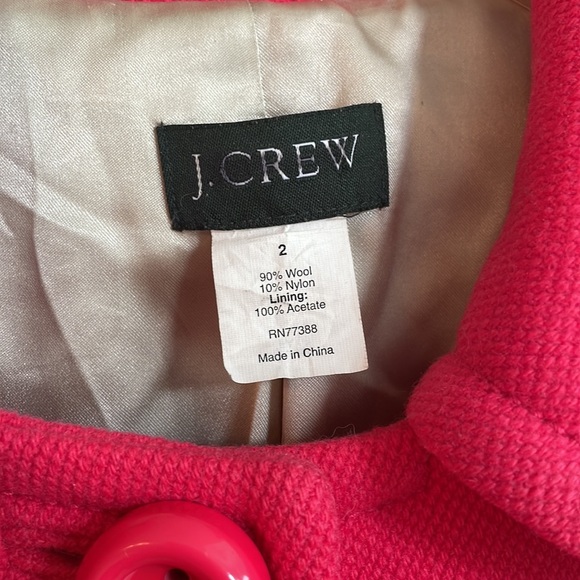 J.CREW
2
90% Wool
10% Nylon
Lining:
100% Acetate
RN77388
Made in China